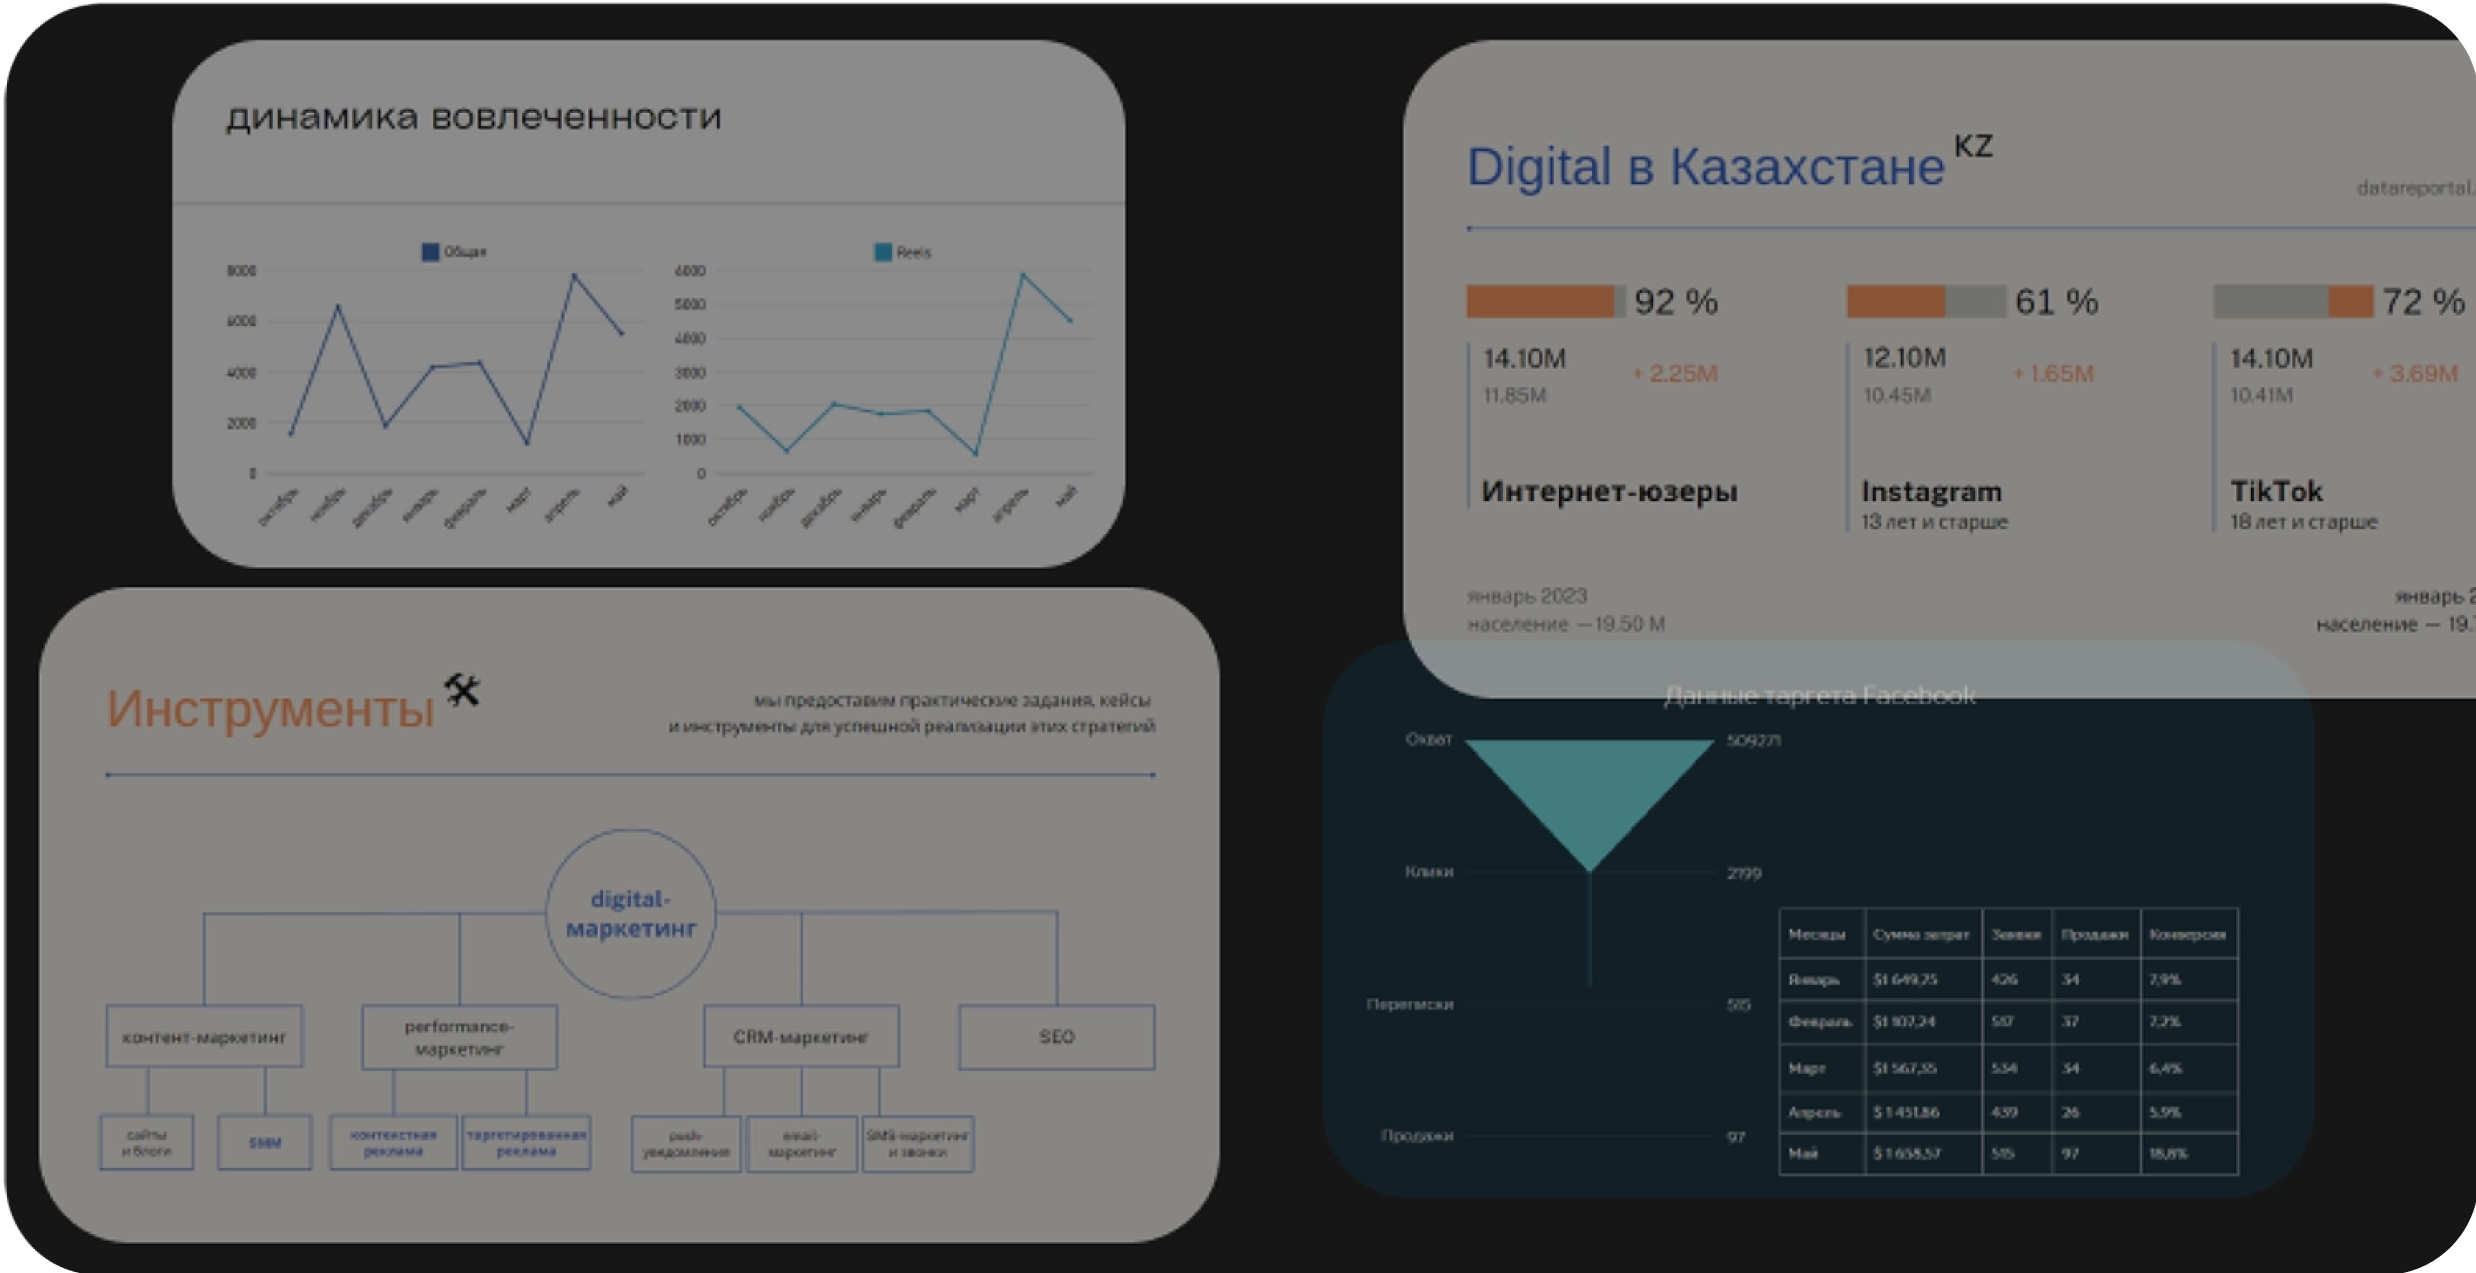 динамика вовлеченности
Общая
8000
6000
4000
2000
0
октябрь
ноябрь
декабрь
январь
февраль
март
апрель
май
Reels
6000
5000
4000
3000
2000
1000
0
октябрь
ноябрь
декабрь
январь
февраль
март
апрель
май
Digital в Казахстане KZ
datareportal.
92 %
14.10M
+ 2.25M
11.85M
Интернет-юзеры
61 %
12.10M
+ 1.65M
10.45M
Instagram
13 лет и старше
72 %
14.10M
+ 3.69M
10.41M
TikTok
18 лет и старше
январь 2023
население — 19.50 M
январь 2
население — 19.
Инструменты
мы предоставим практические задания, кейсы
и инструменты для успешной реализации этих стратегий
digital-
маркетинг
контент-маркетинг
performance-
маркетинг
CRM-маркетинг
SEO
сайты
и блоги
SMM
контекстная
реклама
таргетированная
реклама
push-
уведомления
email-
маркетинг
SMS-маркетинг
и звонки
Данные таргета Facebook
Охват 509271
Клики 2199
Переписки 515
Продажи 97
Месяцы Сумма затрат Заявки Продажи Конверсия
Январь $1 649,25 426 34 7,9%
Февраль $1 107,24 517 37 7,2%
Март $1 567,35 534 34 6,4%
Апрель $ 1 451,86 439 26 5,9%
Май $ 1 658,57 515 97 18,8%